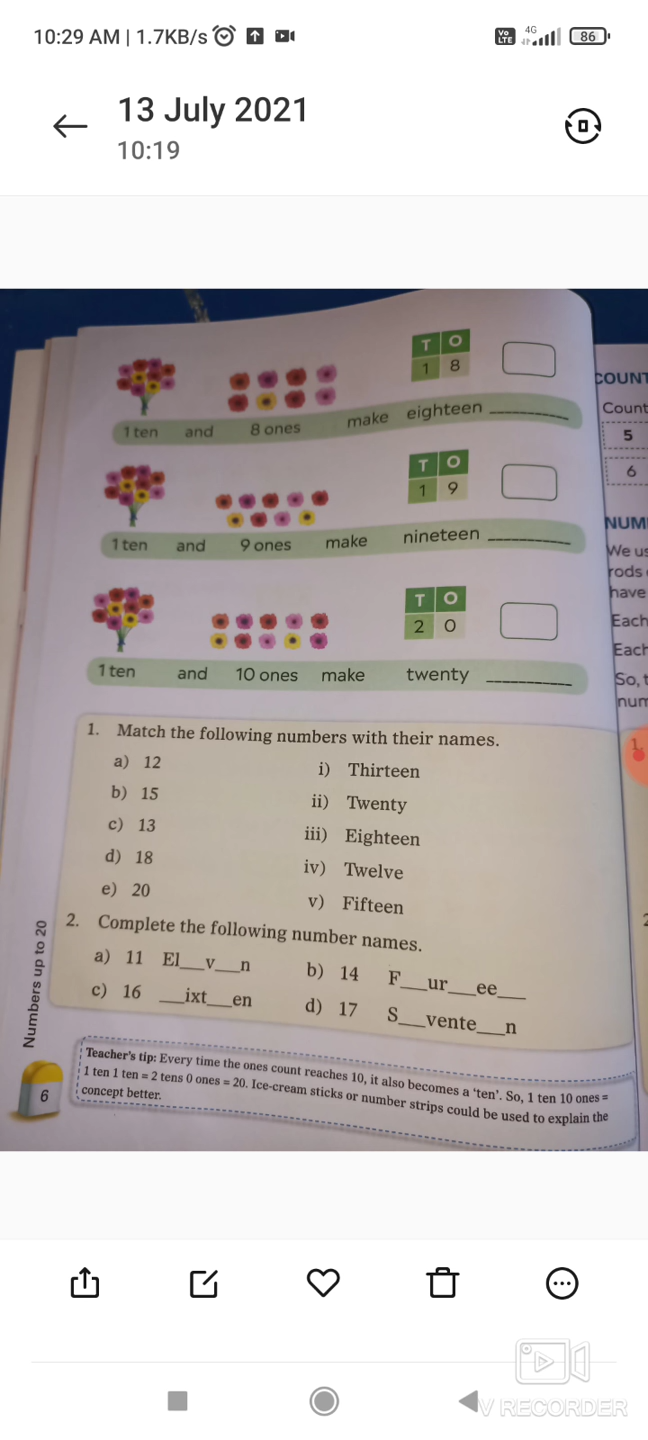 10:29 AM | 1.7KB/s
Vo LTE 4G 86
13 July 2021
10:19
T O
1 8
1 ten and 8 ones make eighteen ________
T O
1 9
1 ten and 9 ones make nineteen ________
T O
2 0
1 ten and 10 ones make twenty ________
1. Match the following numbers with their names.
a) 12 i) Thirteen
b) 15 ii) Twenty
c) 13 iii) Eighteen
d) 18 iv) Twelve
e) 20 v) Fifteen
2. Complete the following number names.
a) 11 El__v__n b) 14 F__ur__ee__
c) 16 __ixt__en d) 17 S__vente__n
Teacher's tip: Every time the ones count reaches 10, it also becomes a 'ten'. So, 1 ten 10 ones =
1 ten 1 ten = 2 tens 0 ones = 20. Ice-cream sticks or number strips could be used to explain the
concept better.
Numbers up to 20
6
COUNT
Count
5
6
NUM
We us
rods
have
Each
Each
So, t
num
1.
2
V RECORDER